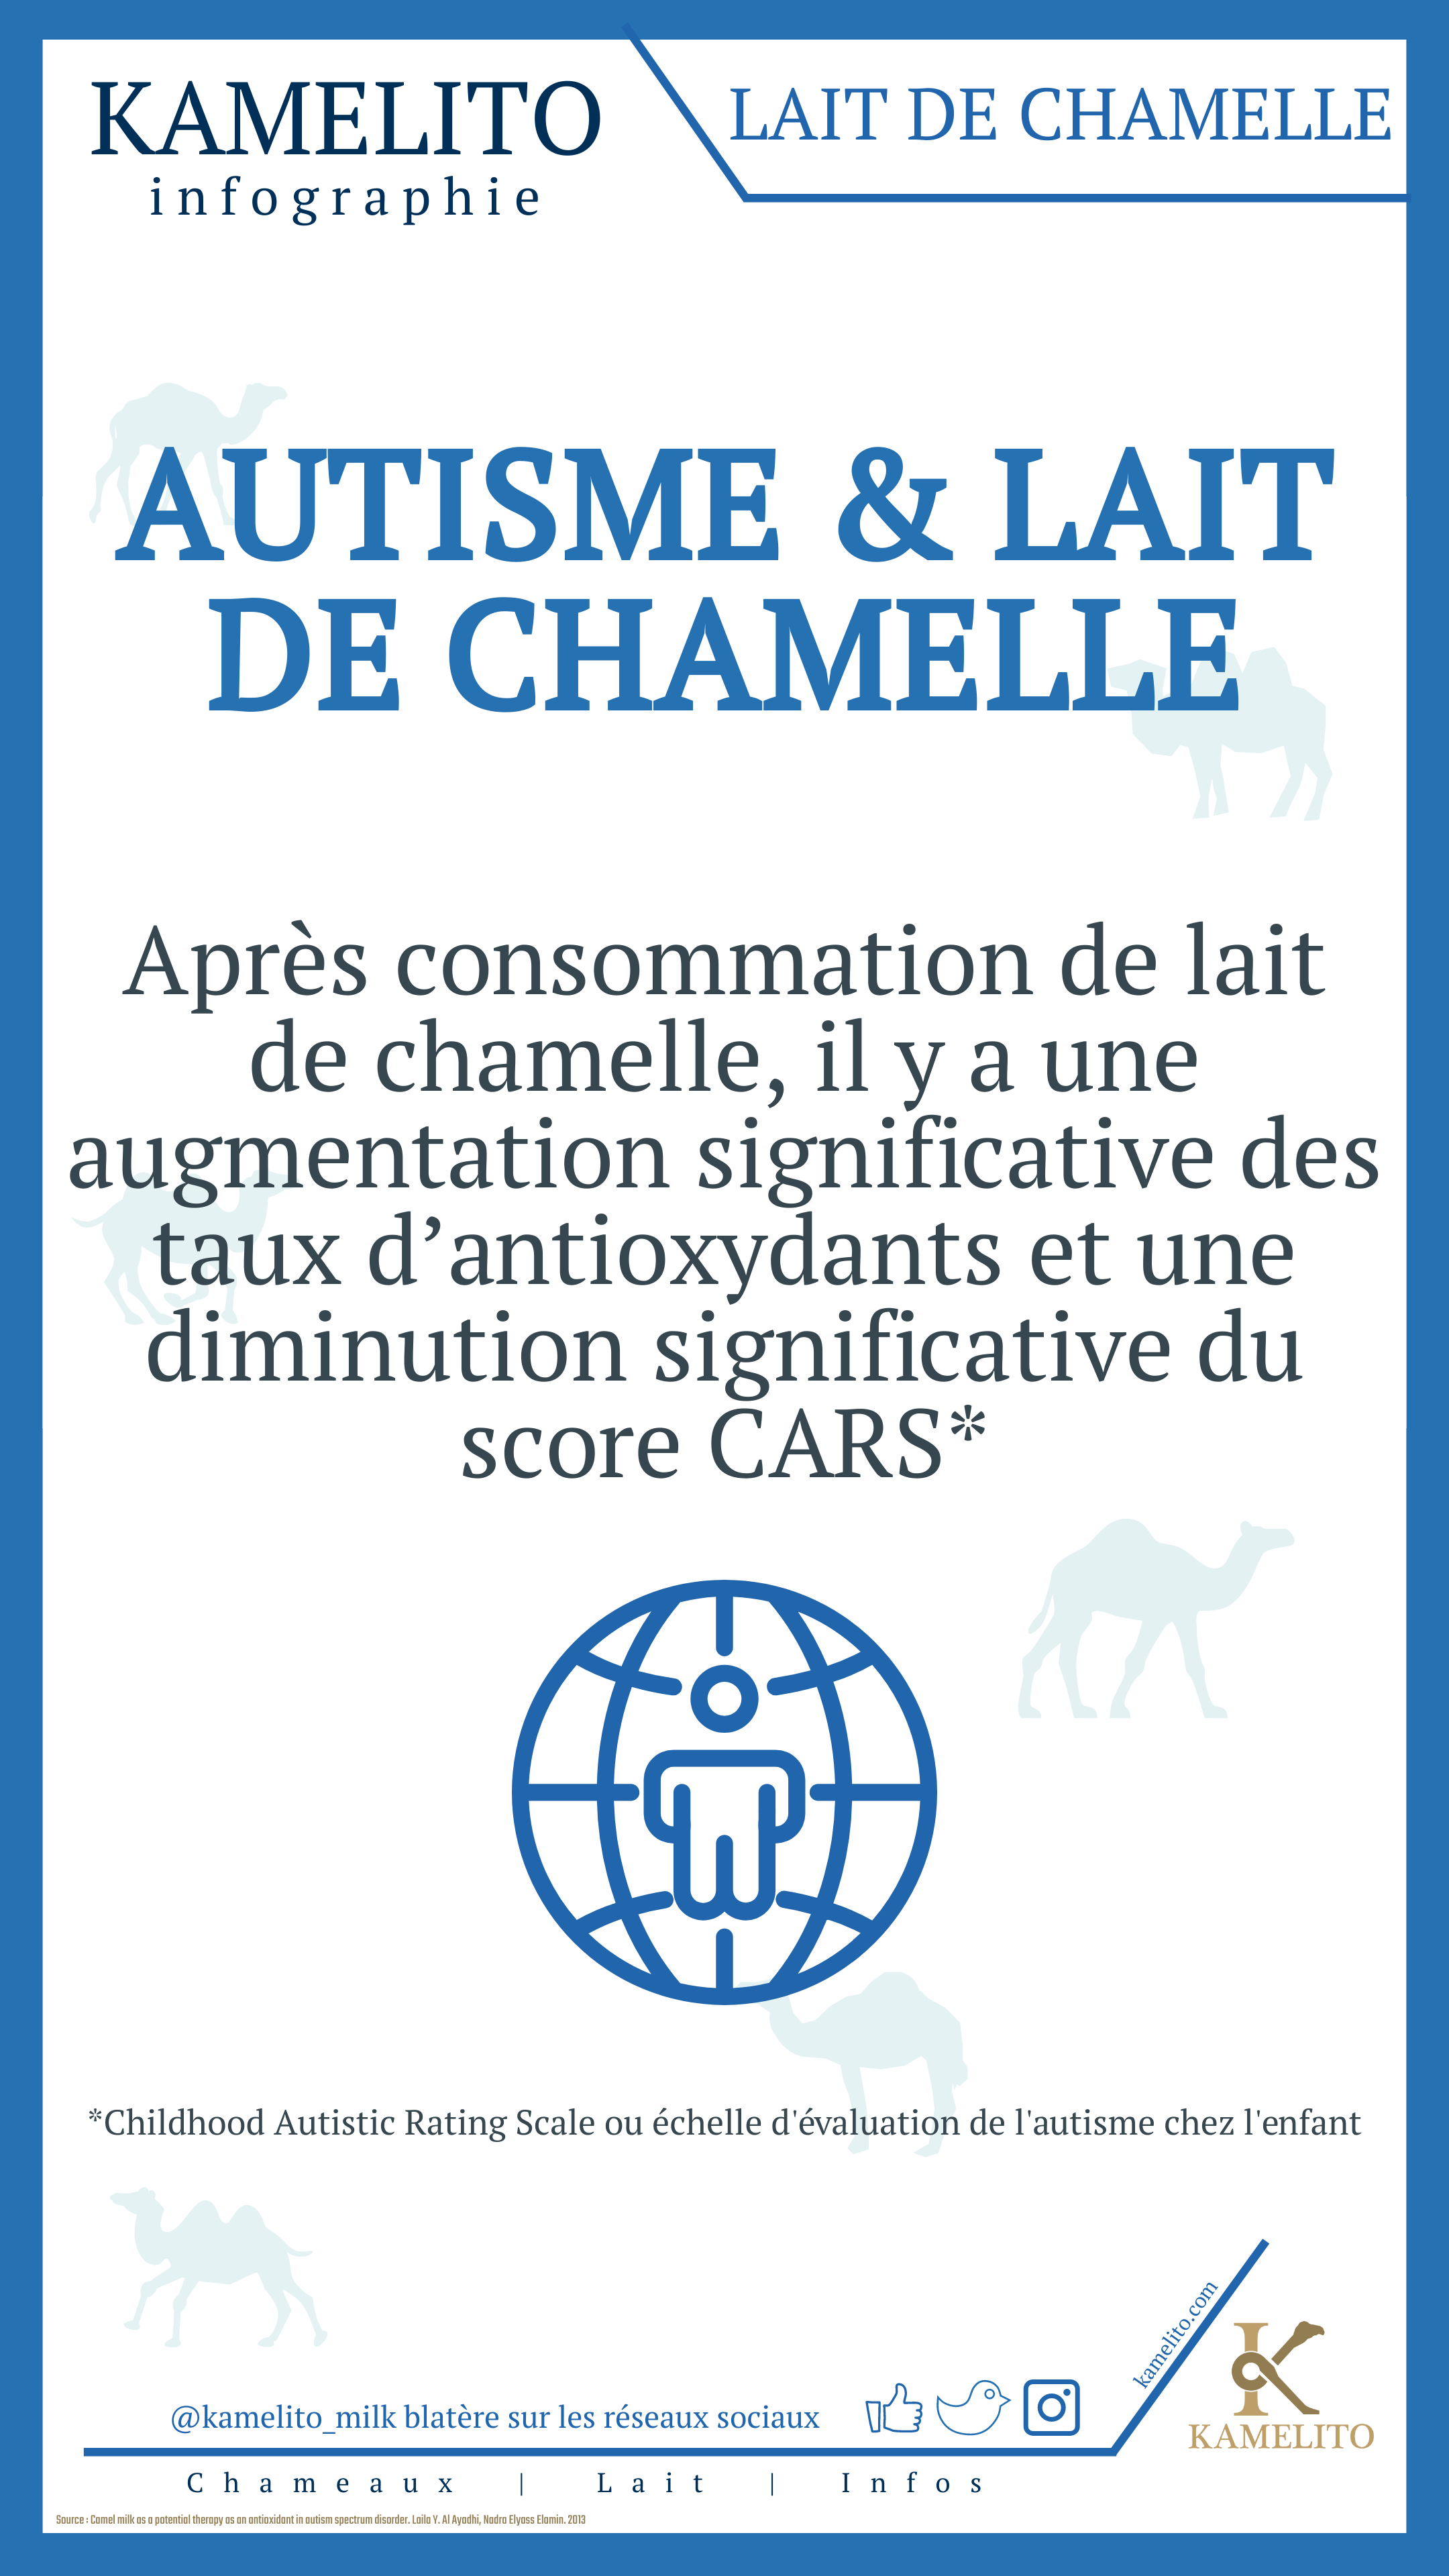 KAMELITO
infographie
LAIT DE CHAMELLE
AUTISME & LAIT
DE CHAMELLE
Après consommation de lait
de chamelle, il y a une
augmentation significative des
taux d’antioxydants et une
diminution significative du
score CARS*
*Childhood Autistic Rating Scale ou échelle d'évaluation de l'autisme chez l'enfant
kamelito.com
@kamelito_milk blatère sur les réseaux sociaux
KAMELITO
Chameaux | Lait | Infos
Source : Camel milk as a potential therapy as an antioxidant in autism spectrum disorder. Laila Y. Al Ayadhi, Nadra Elyass Elamin. 2013